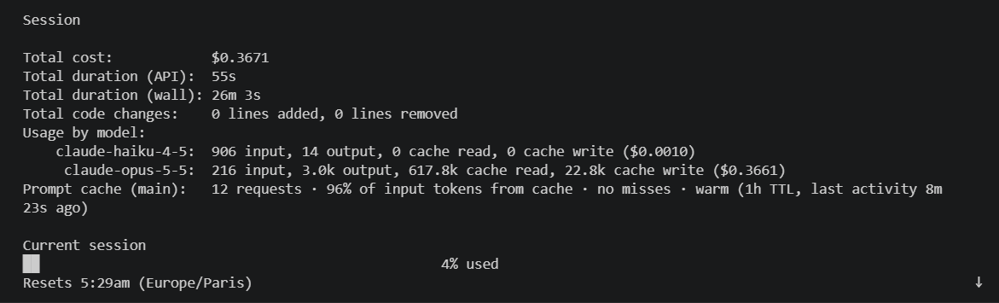 Session
Total cost: $0.3671
Total duration (API): 55s
Total duration (wall): 26m 3s
Total code changes: 0 lines added, 0 lines removed
Usage by model:
claude-haiku-4-5: 906 input, 14 output, 0 cache read, 0 cache write ($0.0010)
claude-opus-5-5: 216 input, 3.0k output, 617.8k cache read, 22.8k cache write ($0.3661)
Prompt cache (main): 12 requests · 96% of input tokens from cache · no misses · warm (1h TTL, last activity 8m
23s ago)
Current session
4% used
Resets 5:29am (Europe/Paris) ↓